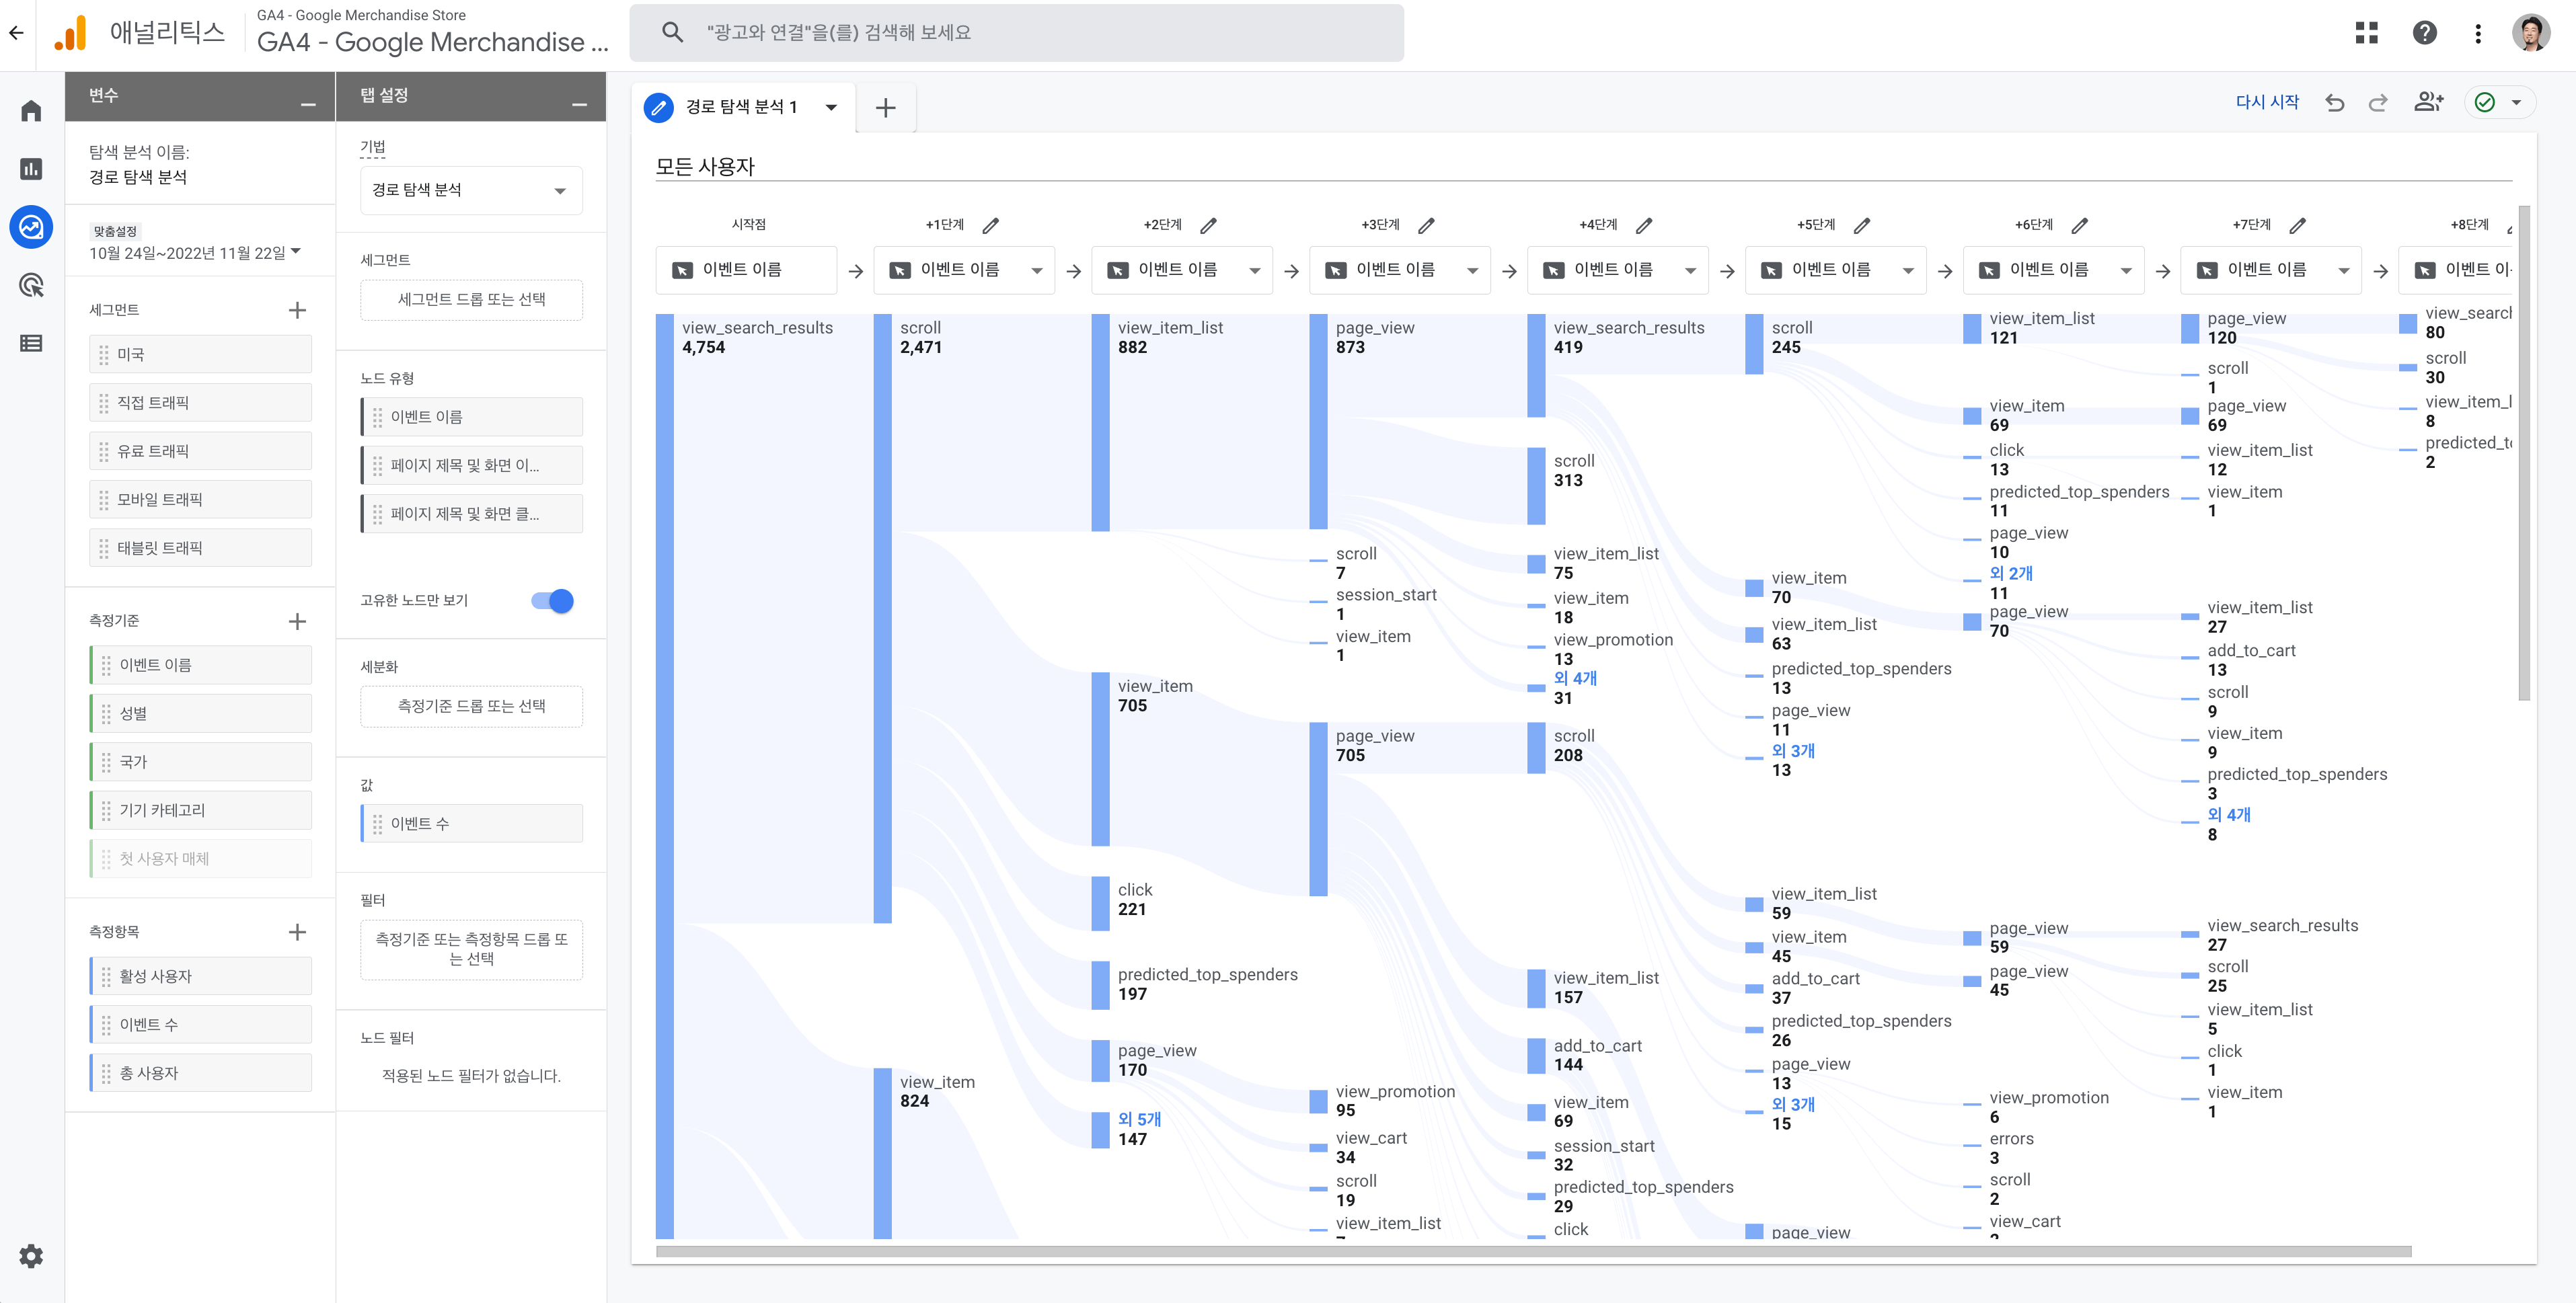 애널리틱스
GA4 - Google Merchandise Store
GA4 - Google Merchandise ...
"광고와 연결"을(를) 검색해 보세요
변수
탐색 분석 이름:
경로 탐색 분석
맞춤설정
10월 24일~2022년 11월 22일
세그먼트
미국
직접 트래픽
유료 트래픽
모바일 트래픽
태블릿 트래픽
측정기준
이벤트 이름
성별
국가
기기 카테고리
첫 사용자 매체
측정항목
활성 사용자
이벤트 수
총 사용자
탭 설정
기법
경로 탐색 분석
세그먼트
세그먼트 드롭 또는 선택
노드 유형
이벤트 이름
페이지 제목 및 화면 이...
페이지 제목 및 화면 클...
고유한 노드만 보기
세분화
측정기준 드롭 또는 선택
값
이벤트 수
필터
측정기준 또는 측정항목 드롭 또
는 선택
노드 필터
적용된 노드 필터가 없습니다.
경로 탐색 분석 1
다시 시작
모든 사용자
시작점
이벤트 이름
view_search_results
4,754
+1단계
이벤트 이름
scroll
2,471
view_item
824
+2단계
이벤트 이름
view_item_list
882
view_item
705
click
221
predicted_top_spenders
197
page_view
170
외 5개
147
+3단계
이벤트 이름
page_view
873
scroll
7
session_start
1
view_item
1
page_view
705
view_promotion
95
view_cart
34
scroll
19
view_item_list
+4단계
이벤트 이름
view_search_results
419
scroll
313
view_item_list
75
view_item
18
view_promotion
13
외 4개
31
scroll
208
view_item_list
157
add_to_cart
144
view_item
69
session_start
32
predicted_top_spenders
29
click
+5단계
이벤트 이름
scroll
245
view_item
70
view_item_list
63
predicted_top_spenders
13
page_view
11
외 3개
13
view_item_list
59
view_item
45
add_to_cart
37
predicted_top_spenders
26
page_view
13
외 3개
15
page_view
+6단계
이벤트 이름
view_item_list
121
view_item
69
click
13
predicted_top_spenders
11
page_view
10
외 2개
11
page_view
70
page_view
59
page_view
45
view_promotion
6
errors
3
scroll
2
view_cart
+7단계
이벤트 이름
page_view
120
scroll
1
page_view
69
view_item_list
12
view_item
1
view_item_list
27
add_to_cart
13
scroll
9
view_item
9
predicted_top_spenders
3
외 4개
8
view_search_results
27
scroll
25
view_item_list
5
click
1
view_item
1
+8단계
이벤트 이
view_search
80
scroll
30
view_item_l
8
predicted_t
2